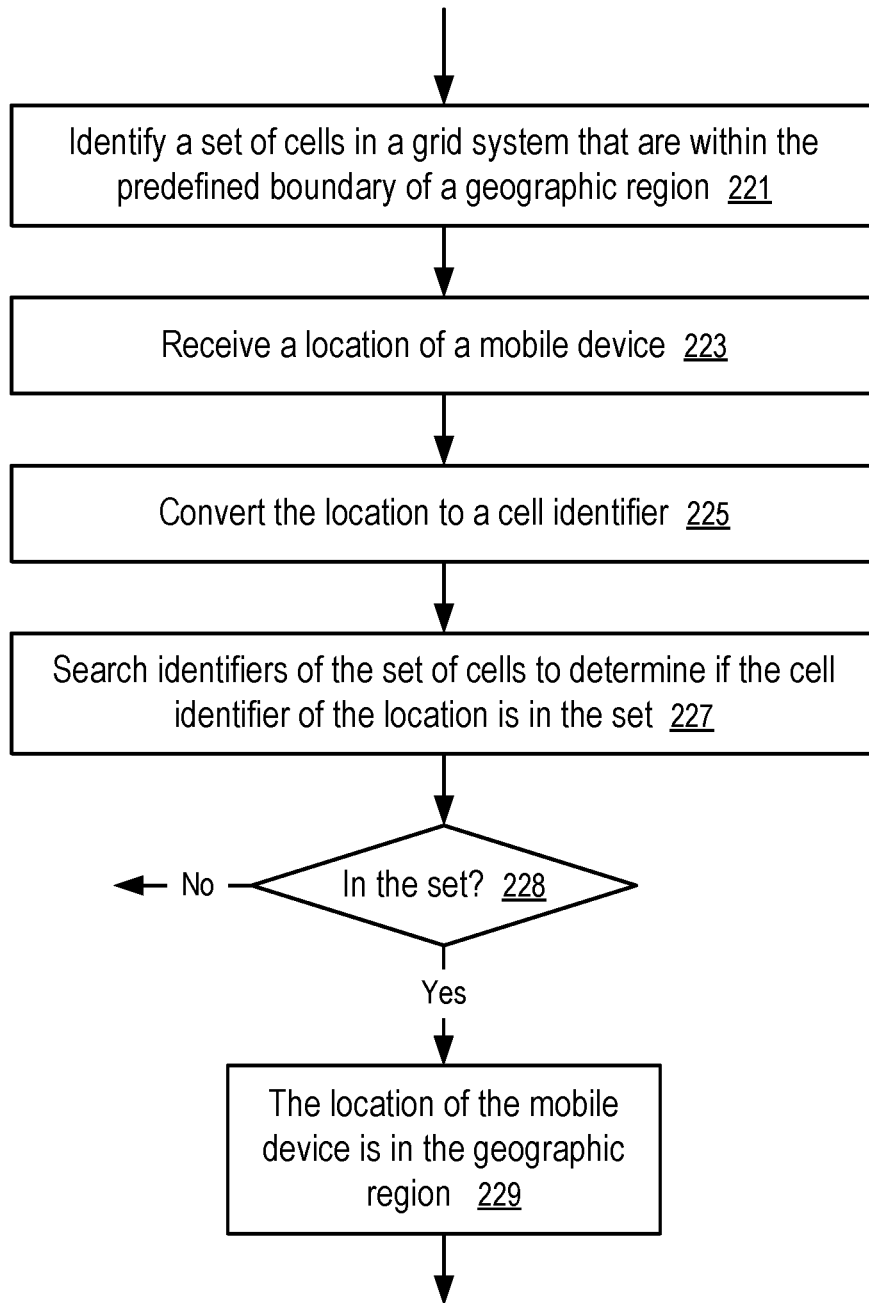 Identify a set of cells in a grid system that are within the
predefined boundary of a geographic region 221
Receive a location of a mobile device 223
Convert the location to a cell identifier 225
Search identifiers of the set of cells to determine if the cell
identifier of the location is in the set 227
No
In the set? 228
Yes
The location of the mobile
device is in the geographic
region 229